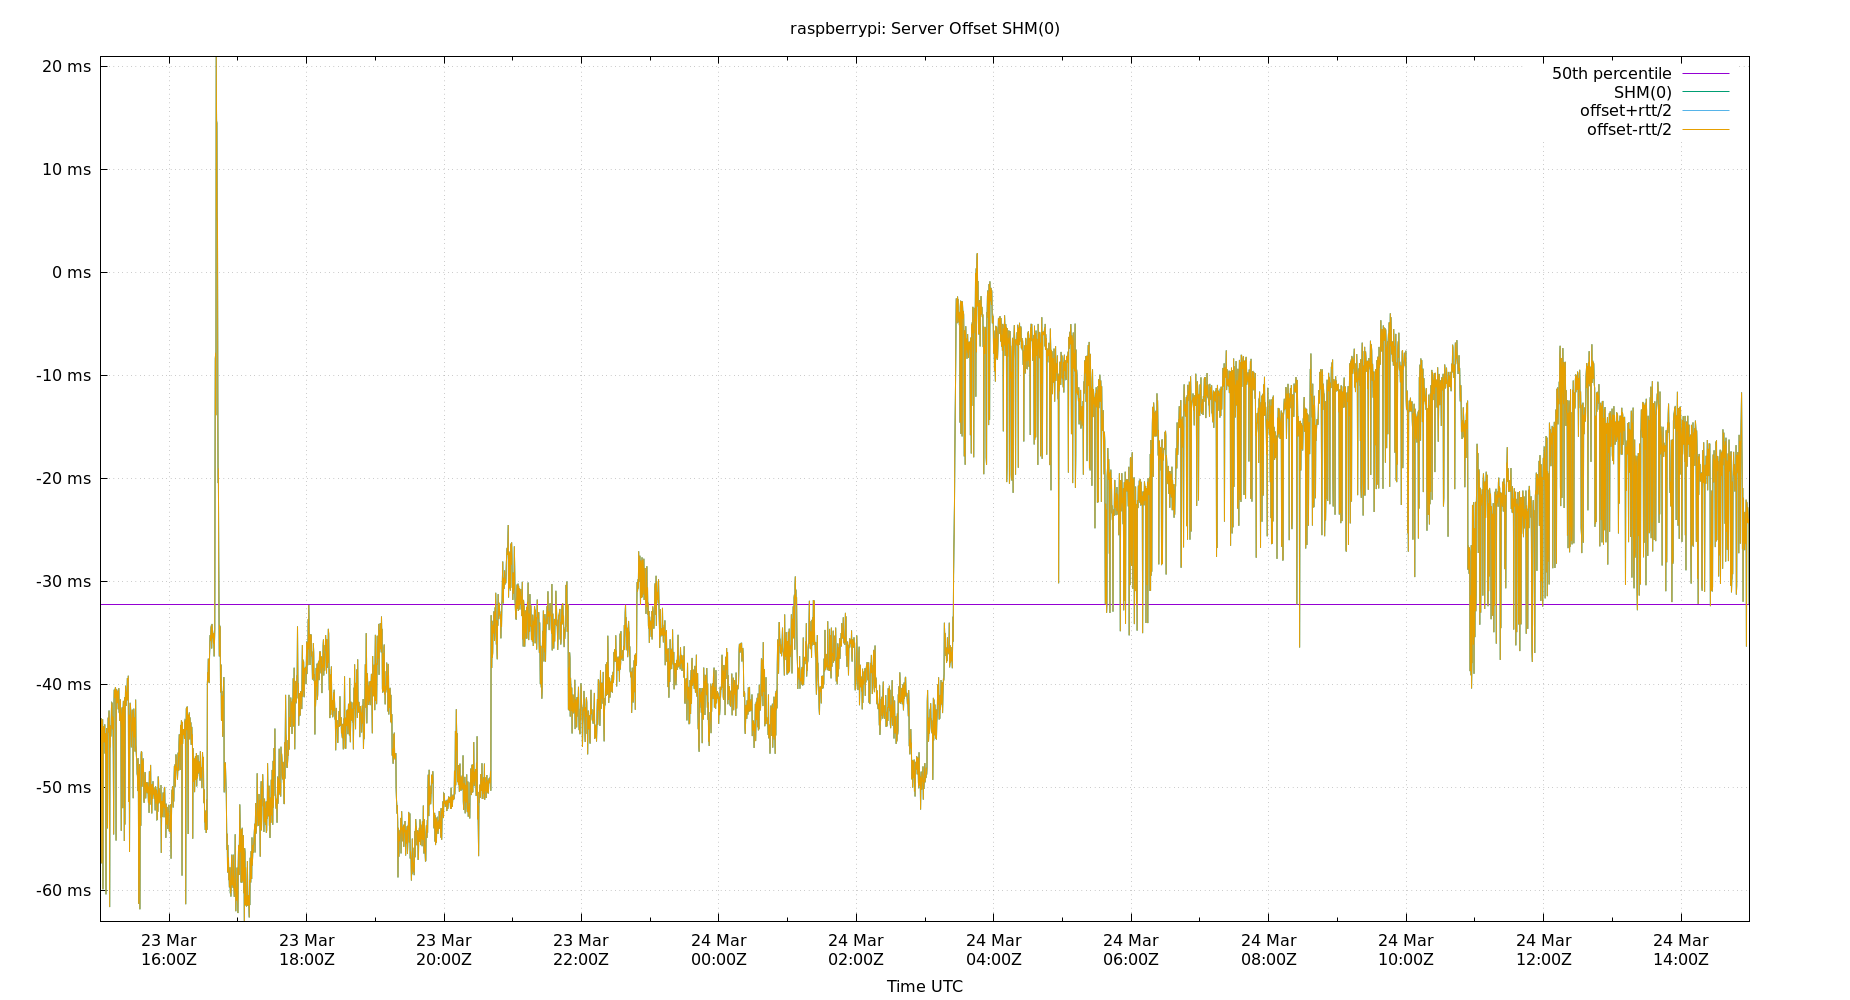 raspberrypi: Server Offset SHM(0)
50th percentile
SHM(0)
offset+rtt/2
offset-rtt/2
20 ms
10 ms
0 ms
-10 ms
-20 ms
-30 ms
-40 ms
-50 ms
-60 ms
23 Mar 23 Mar 23 Mar 23 Mar 24 Mar 24 Mar 24 Mar 24 Mar 24 Mar 24 Mar 24 Mar 24 Mar
16:00Z 18:00Z 20:00Z 22:00Z 00:00Z 02:00Z 04:00Z 06:00Z 08:00Z 10:00Z 12:00Z 14:00Z
Time UTC